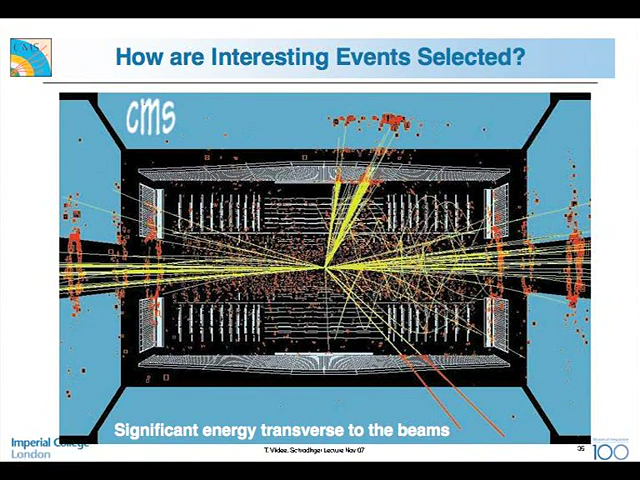 CMS
How are Interesting Events Selected?
cms
Significant energy transverse to the beams
Imperial College
London
T. Virdee, Schrodinger Lecture Nov 07
35
100